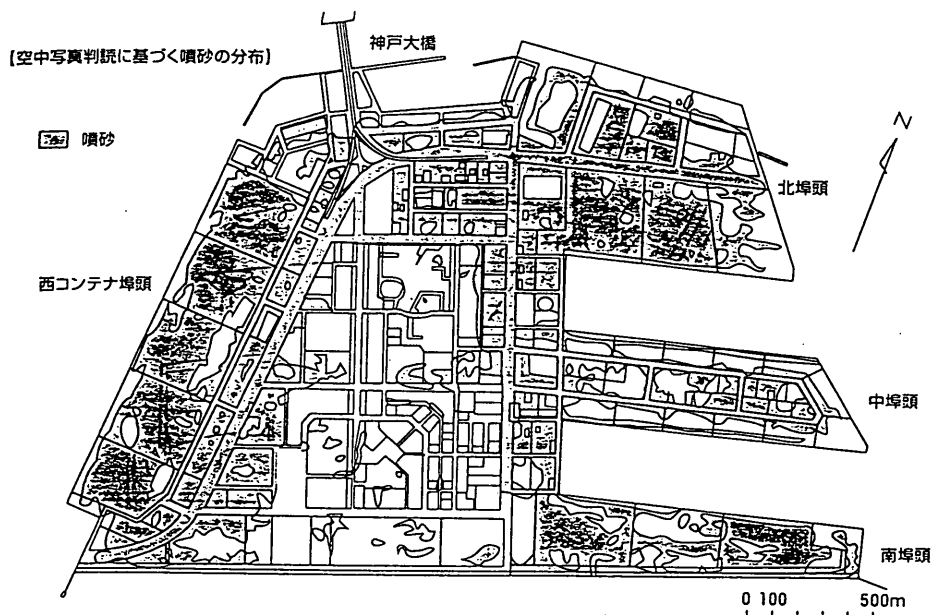 [空中写真判読に基づく噴砂の分布]
神戸大橋
噴砂
N
北埠頭
西コンテナ埠頭
中埠頭
南埠頭
0 100 500m